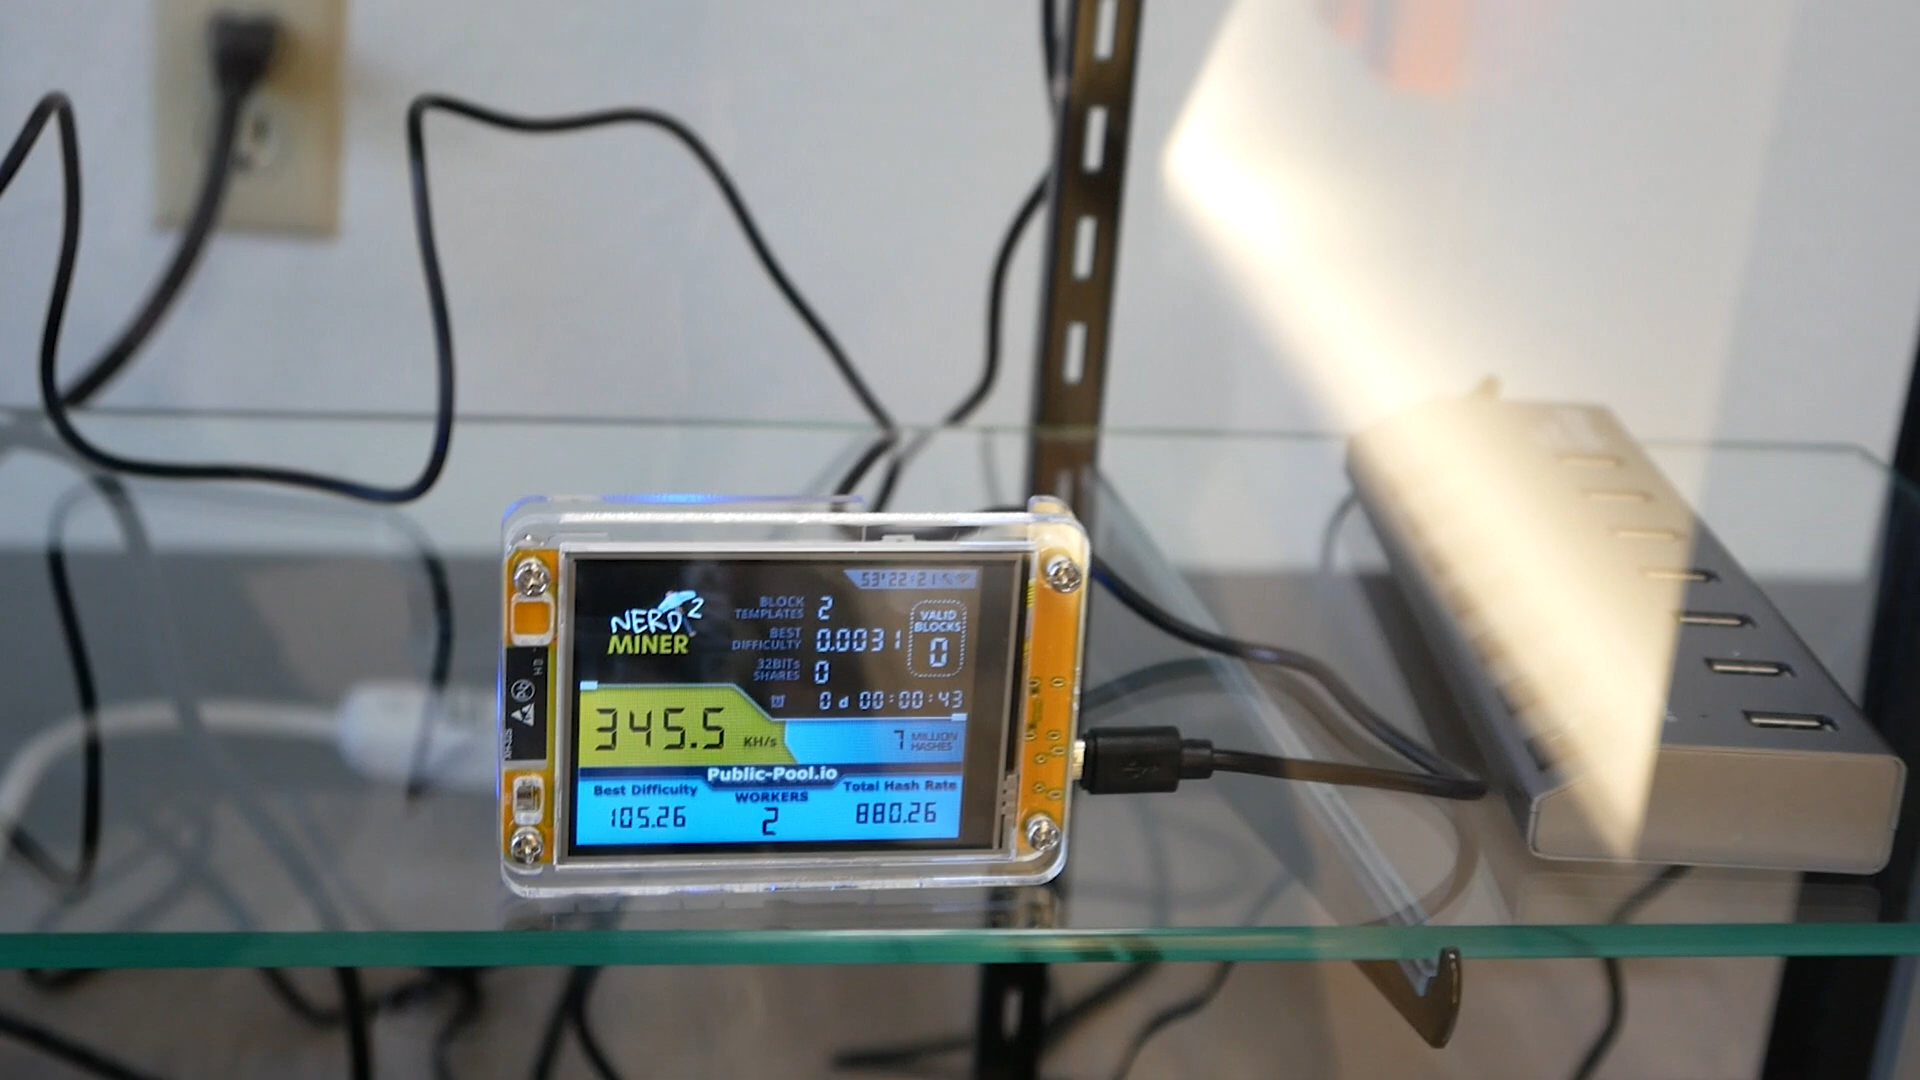 53'22:21
NERD 2
MINER
BLOCK
TEMPLATES 2
BEST
DIFFICULTY 0.0031
32BITs
SHARES 0
VALID
BLOCKS
0
0 d 00:00:43
345.5 KH/s
7 MILLION
HASHES
Public-Pool.io
Best Difficulty WORKERS Total Hash Rate
105.26 2 880.26